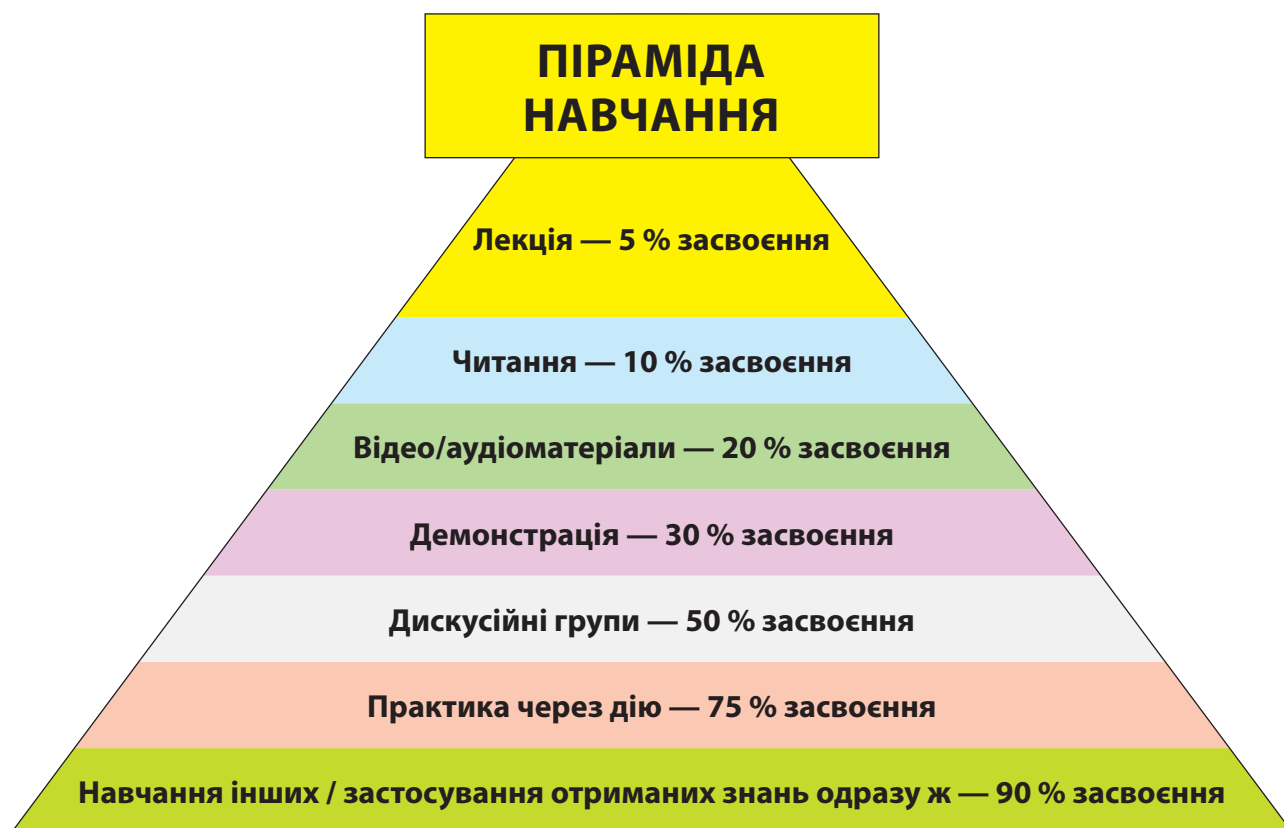 ПІРАМІДА
НАВЧАННЯ
Лекція — 5 % засвоєння
Читання — 10 % засвоєння
Відео/аудіоматеріали — 20 % засвоєння
Демонстрація — 30 % засвоєння
Дискусійні групи — 50 % засвоєння
Практика через дію — 75 % засвоєння
Навчання інших / застосування отриманих знань одразу ж — 90 % засвоєння